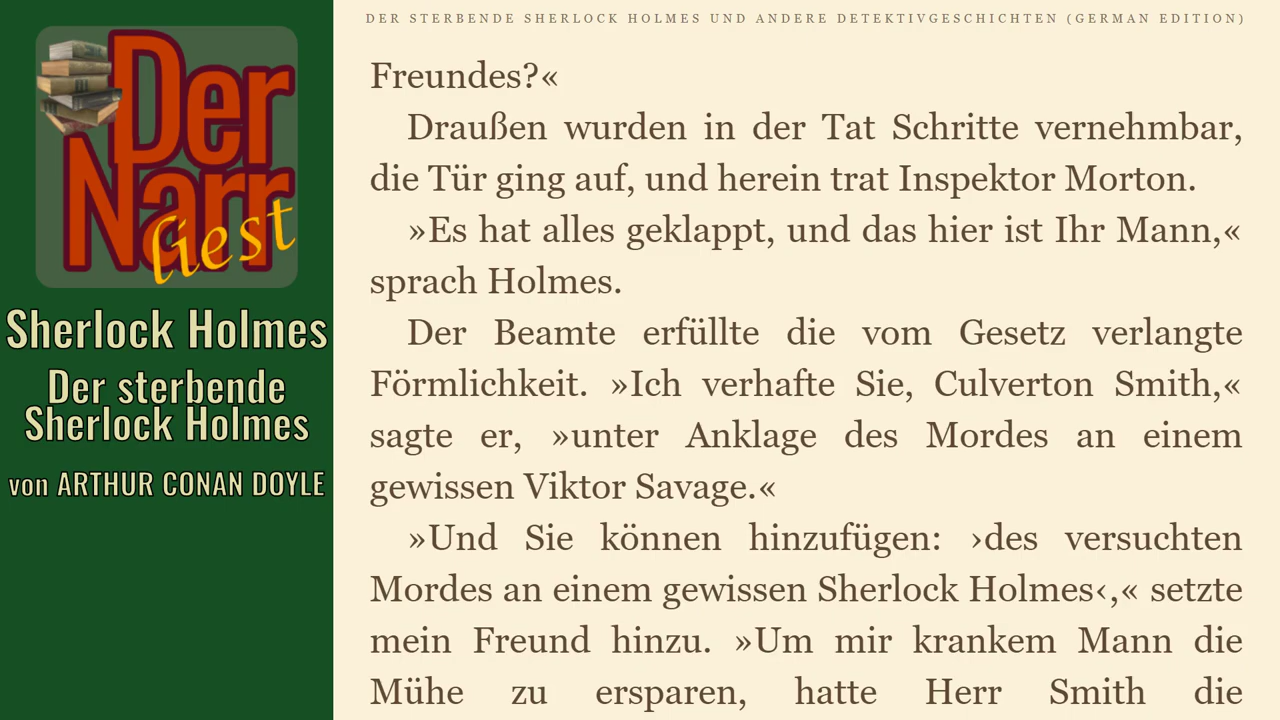 Der
Narr
liest
Sherlock Holmes
Der sterbende
Sherlock Holmes
von ARTHUR CONAN DOYLE
DER STERBENDE SHERLOCK HOLMES UND ANDERE DETEKTIVGESCHICHTEN (GERMAN EDITION)
Freundes?«
Draußen wurden in der Tat Schritte vernehmbar,
die Tür ging auf, und herein trat Inspektor Morton.
»Es hat alles geklappt, und das hier ist Ihr Mann,«
sprach Holmes.
Der Beamte erfüllte die vom Gesetz verlangte
Förmlichkeit. »Ich verhafte Sie, Culverton Smith,«
sagte er, »unter Anklage des Mordes an einem
gewissen Viktor Savage.«
»Und Sie können hinzufügen: ›des versuchten
Mordes an einem gewissen Sherlock Holmes‹,« setzte
mein Freund hinzu. »Um mir krankem Mann die
Mühe zu ersparen, hatte Herr Smith die